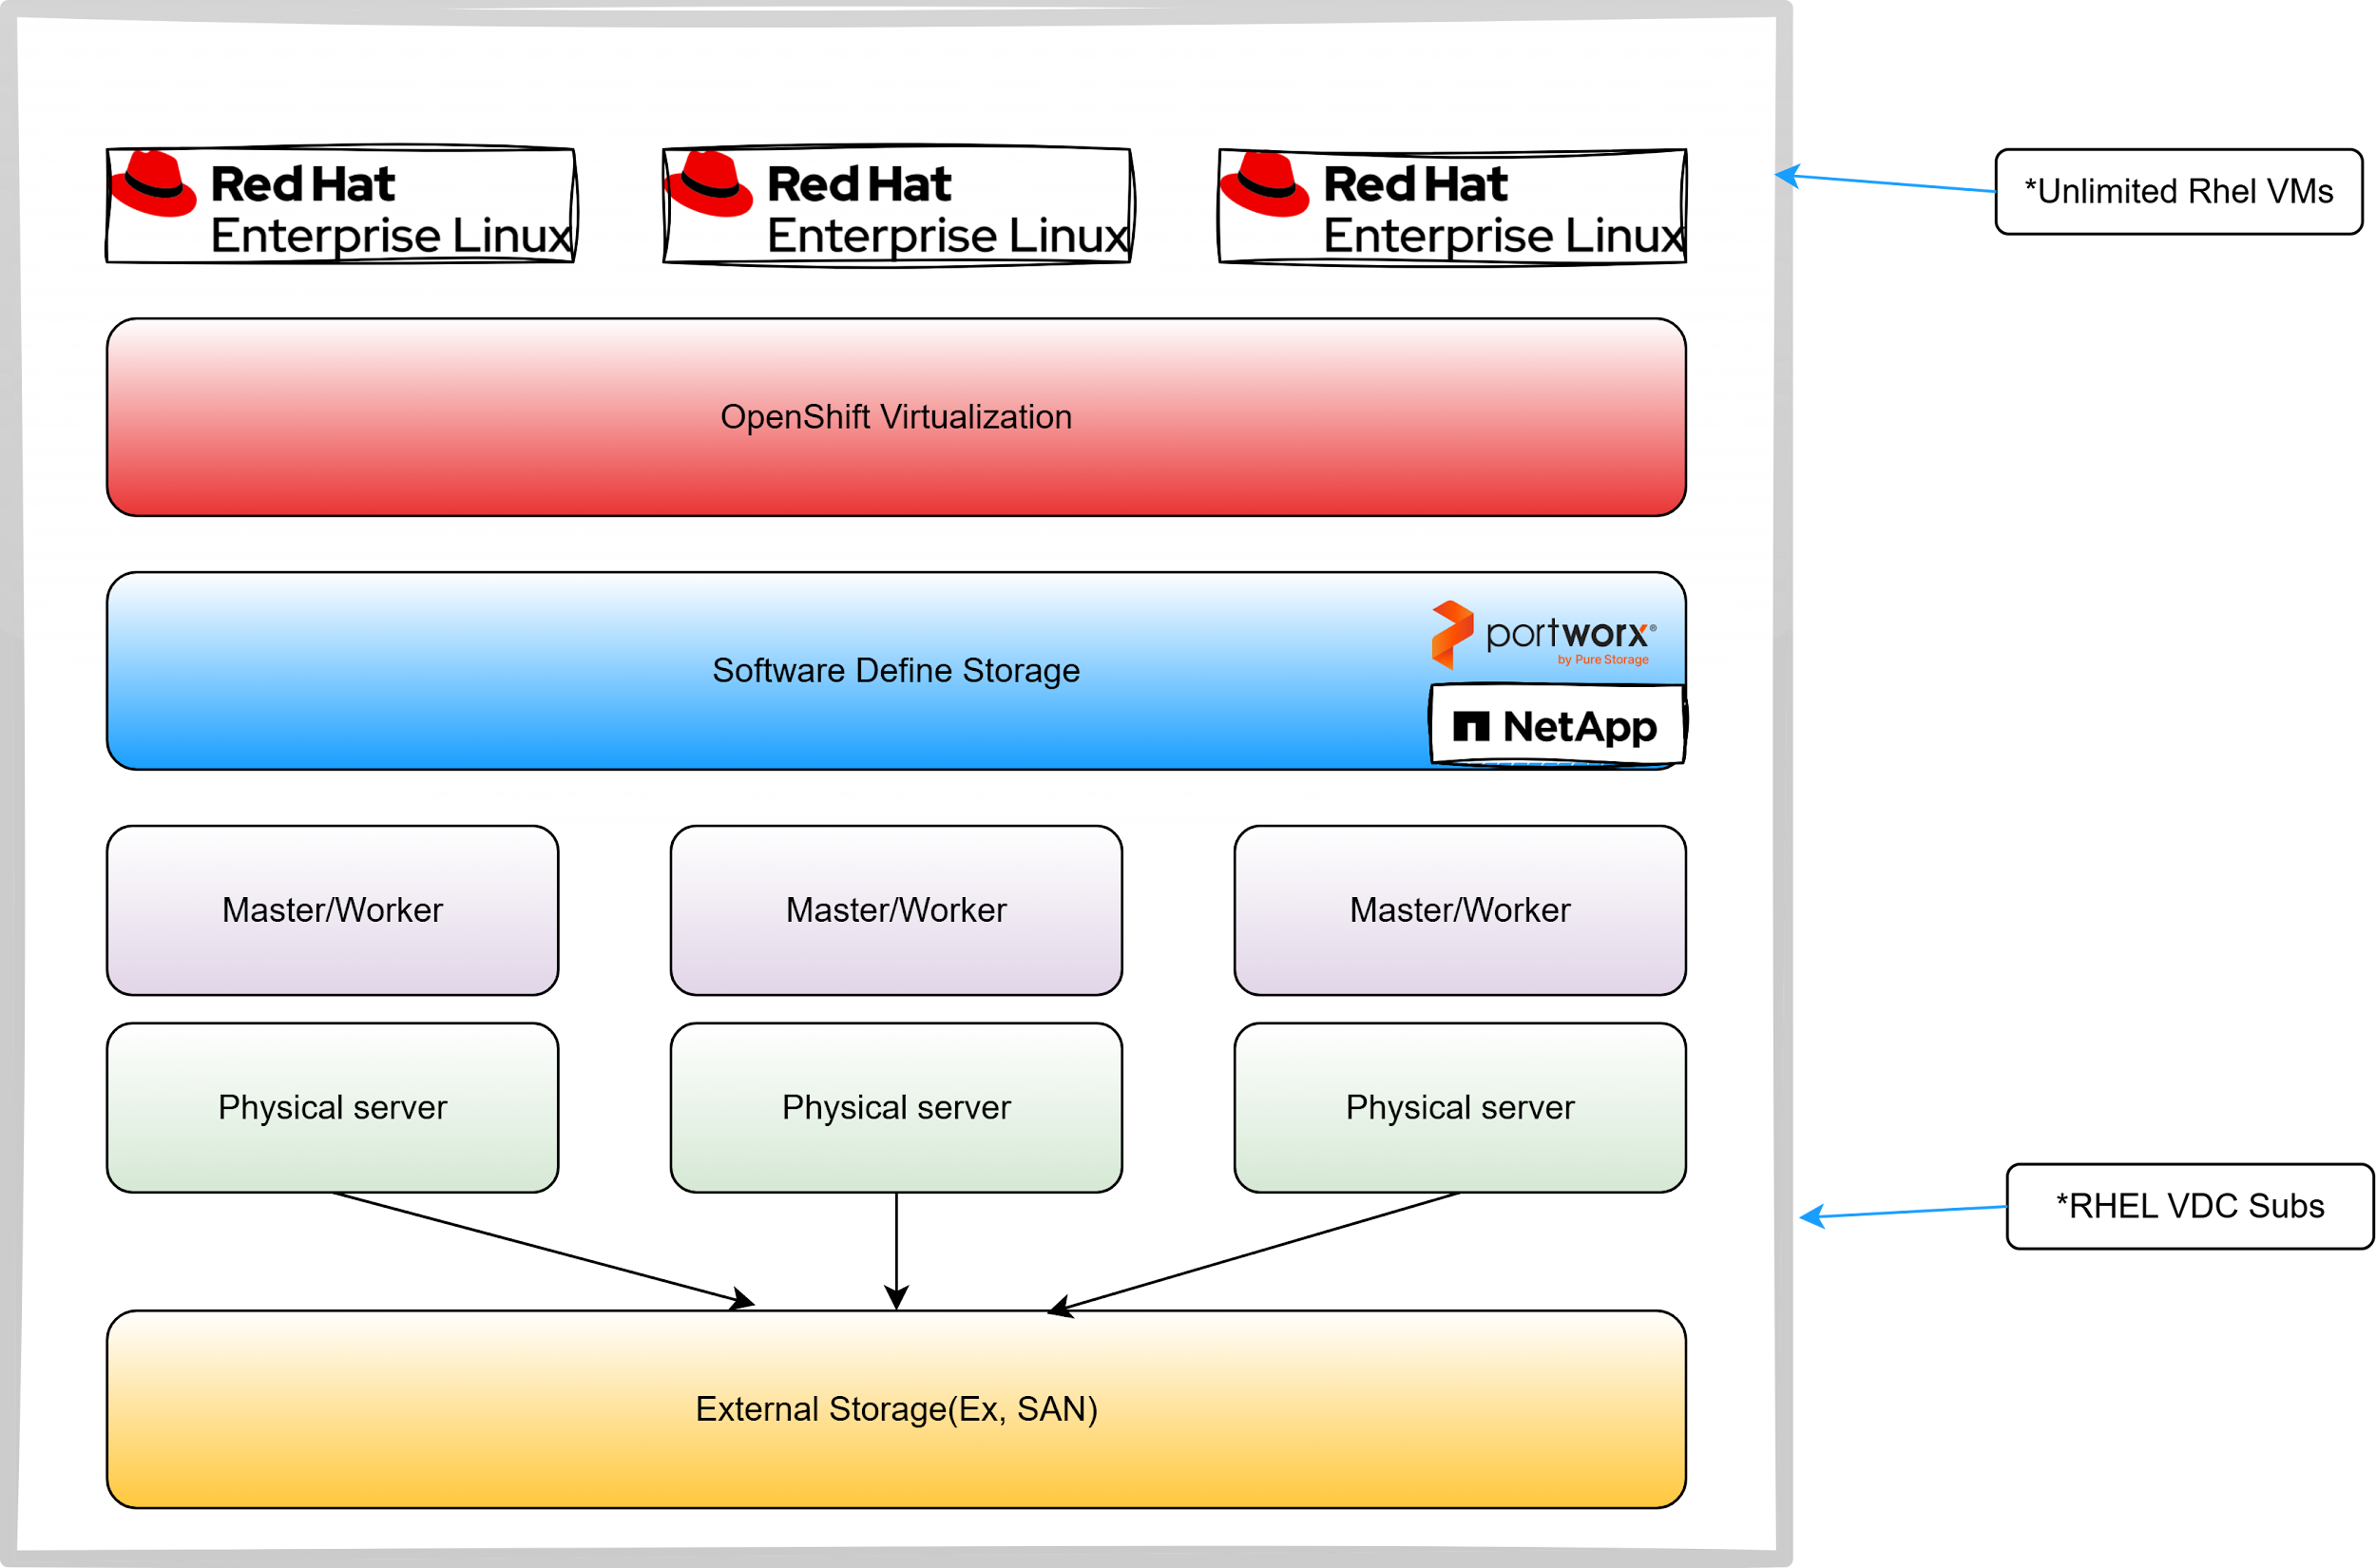 Red Hat
Enterprise Linux
Red Hat
Enterprise Linux
Red Hat
Enterprise Linux
*Unlimited Rhel VMs
OpenShift Virtualization
Software Define Storage
portworx®
by Pure Storage
NetApp
Master/Worker
Master/Worker
Master/Worker
Physical server
Physical server
Physical server
*RHEL VDC Subs
External Storage(Ex, SAN)